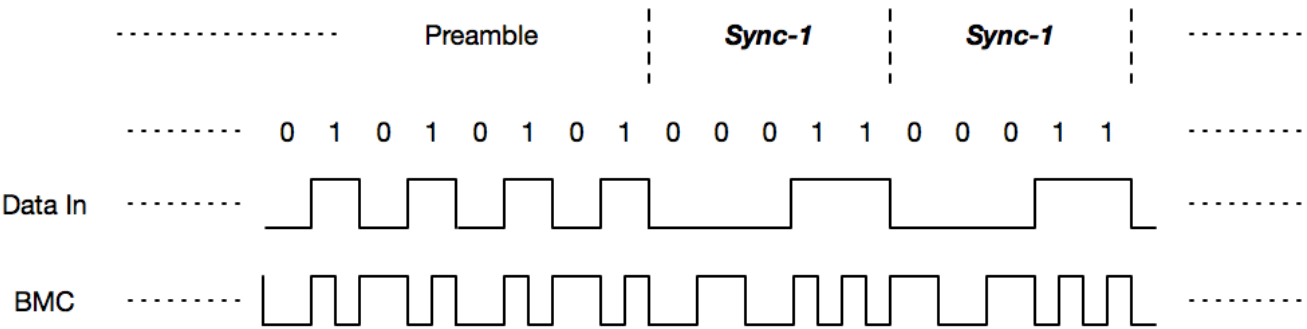 Preamble Sync-1 Sync-1
0 1 0 1 0 1 0 1 0 0 0 1 1 0 0 0 1 1
Data In
BMC